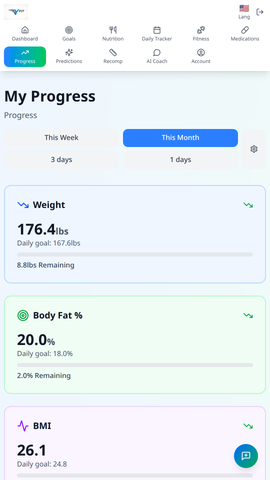 Lang
Dashboard
Goals
Nutrition
Daily Tracker
Fitness
Medications
Progress
Predictions
Recomp
AI Coach
Account
My Progress
Progress
This Week
This Month
3 days
1 days
Weight
176.4lbs
Daily goal: 167.6lbs
8.8lbs Remaining
Body Fat %
20.0%
Daily goal: 18.0%
2.0% Remaining
BMI
26.1
Daily goal: 24.8